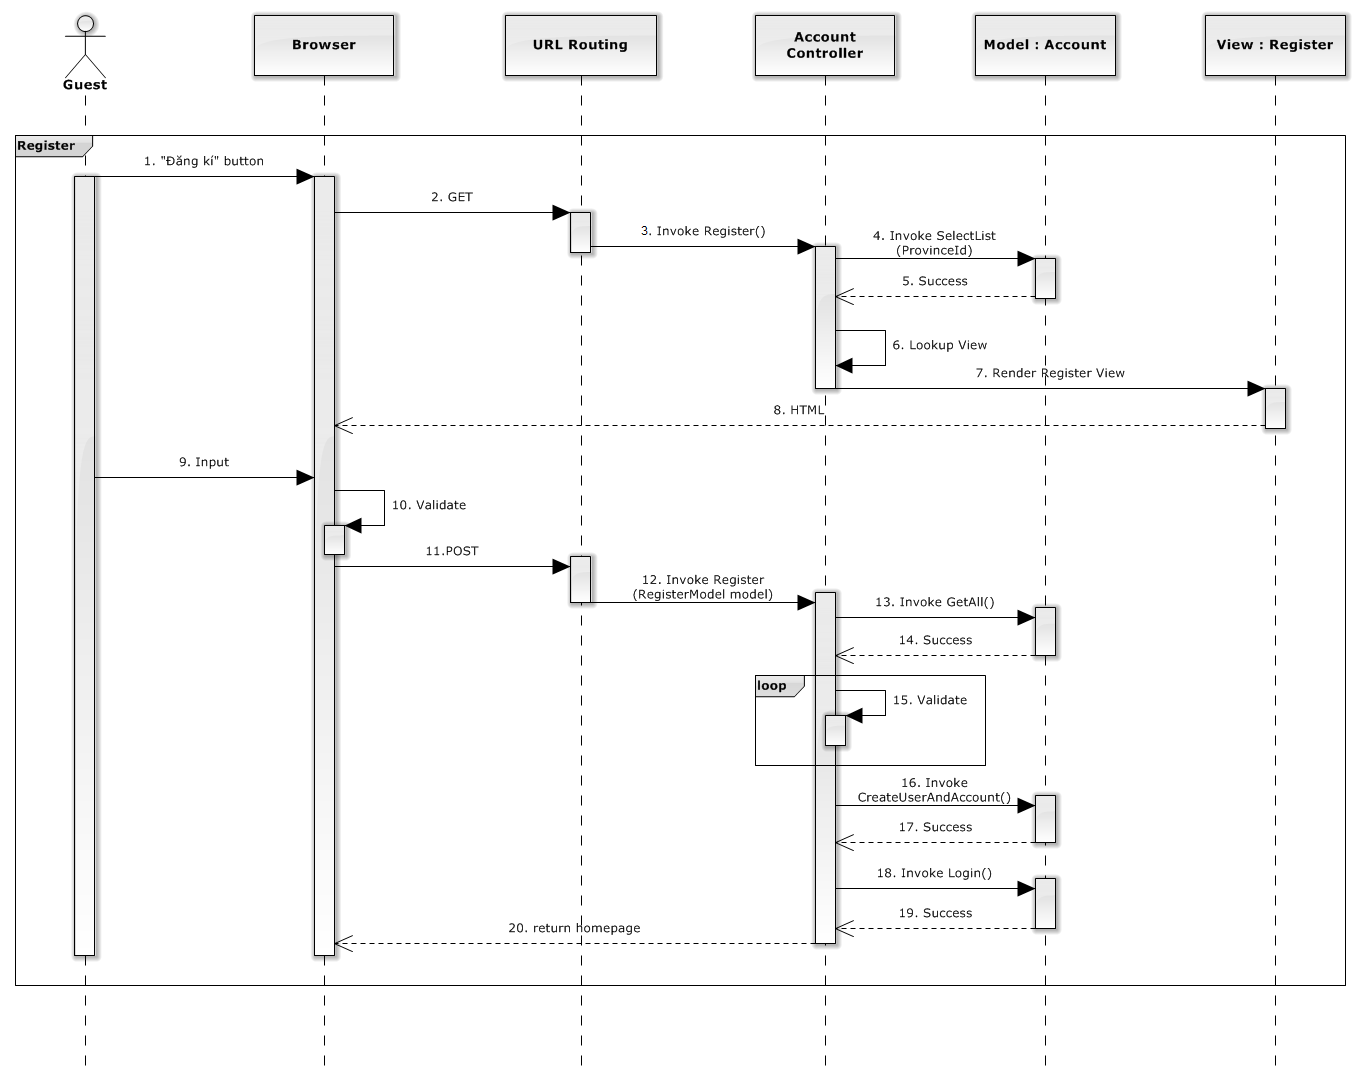 Guest
Browser
URL Routing
Account
Controller
Model : Account
View : Register
Register
1. "Đăng kí" button
2. GET
3. Invoke Register()
4. Invoke SelectList
(ProvinceId)
5. Success
6. Lookup View
7. Render Register View
8. HTML
9. Input
10. Validate
11.POST
12. Invoke Register
(RegisterModel model)
13. Invoke GetAll()
14. Success
loop
15. Validate
16. Invoke
CreateUserAndAccount()
17. Success
18. Invoke Login()
19. Success
20. return homepage